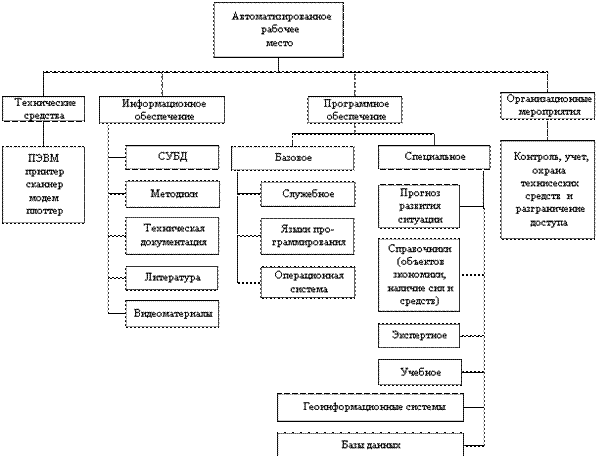 Автоматизированное
рабочее
место
Технические
средства
Информационное
обеспечение
Программное
обеспечение
Организационные
мероприятия
ПЭВМ
принтер
сканнер
модем
плоттер
СУБД
Методики
Техническая
документация
Литература
Видеоматериалы
Базовое
Служебное
Языки про-
граммирования
Операционная
система
Специальное
Прогноз
развития
ситуации
Справочники
(объектов
экономики,
наличие сил и
средств)
Экспертное
Учебное
Геоинформационные системы
Базы данных
Контроль, учет,
охрана
технических
средств и
разграничение
доступа